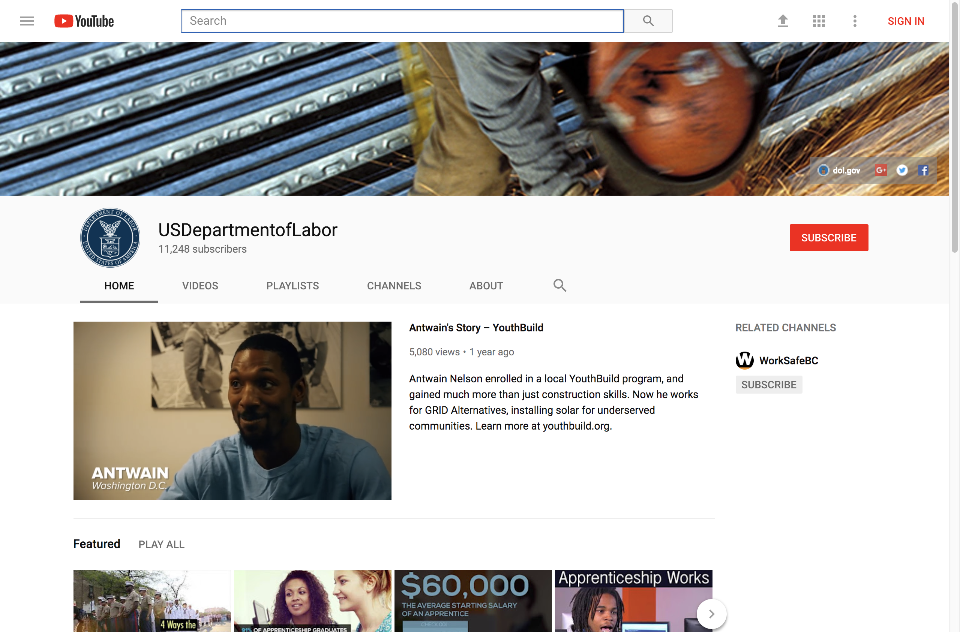 YouTube
Search
SIGN IN
dol.gov
USDepartmentofLabor
11,248 subscribers
SUBSCRIBE
HOME VIDEOS PLAYLISTS CHANNELS ABOUT
ANTWAIN
Washington D.C.
Antwain's Story – YouthBuild
5,080 views • 1 year ago
Antwain Nelson enrolled in a local YouthBuild program, and
gained much more than just construction skills. Now he works
for GRID Alternatives, installing solar for underserved
communities. Learn more at youthbuild.org.
RELATED CHANNELS
W WorkSafeBC
SUBSCRIBE
Featured PLAY ALL
4 Ways the
OF APPRENTICESHIP GRADUATES
$60,000
THE AVERAGE STARTING SALARY
OF AN APPRENTICE
Apprenticeship Works